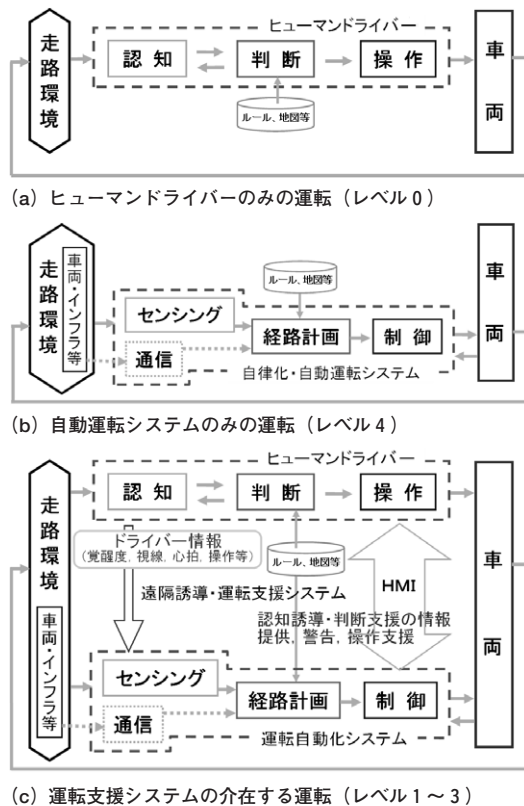 ヒューマンドライバー
走路環境
認知
判断
操作
車両
ルール、地図等
(a) ヒューマンドライバーのみの運転（レベル0）
走路環境
車両・インフラ等
センシング
通信
ルール、地図等
経路計画
制御
自律化・自動運転システム
車両
(b) 自動運転システムのみの運転（レベル4）
ヒューマンドライバー
走路環境
車両・インフラ等
認知
判断
操作
車両
ドライバー情報
（覚醒度, 視線, 心拍, 操作等）
ルール、地図等
遠隔誘導・運転支援システム
HMI
認知誘導・判断支援の情報
提供, 警告, 操作支援
センシング
通信
経路計画
制御
運転自動化システム
(c) 運転支援システムの介在する運転（レベル1～3）